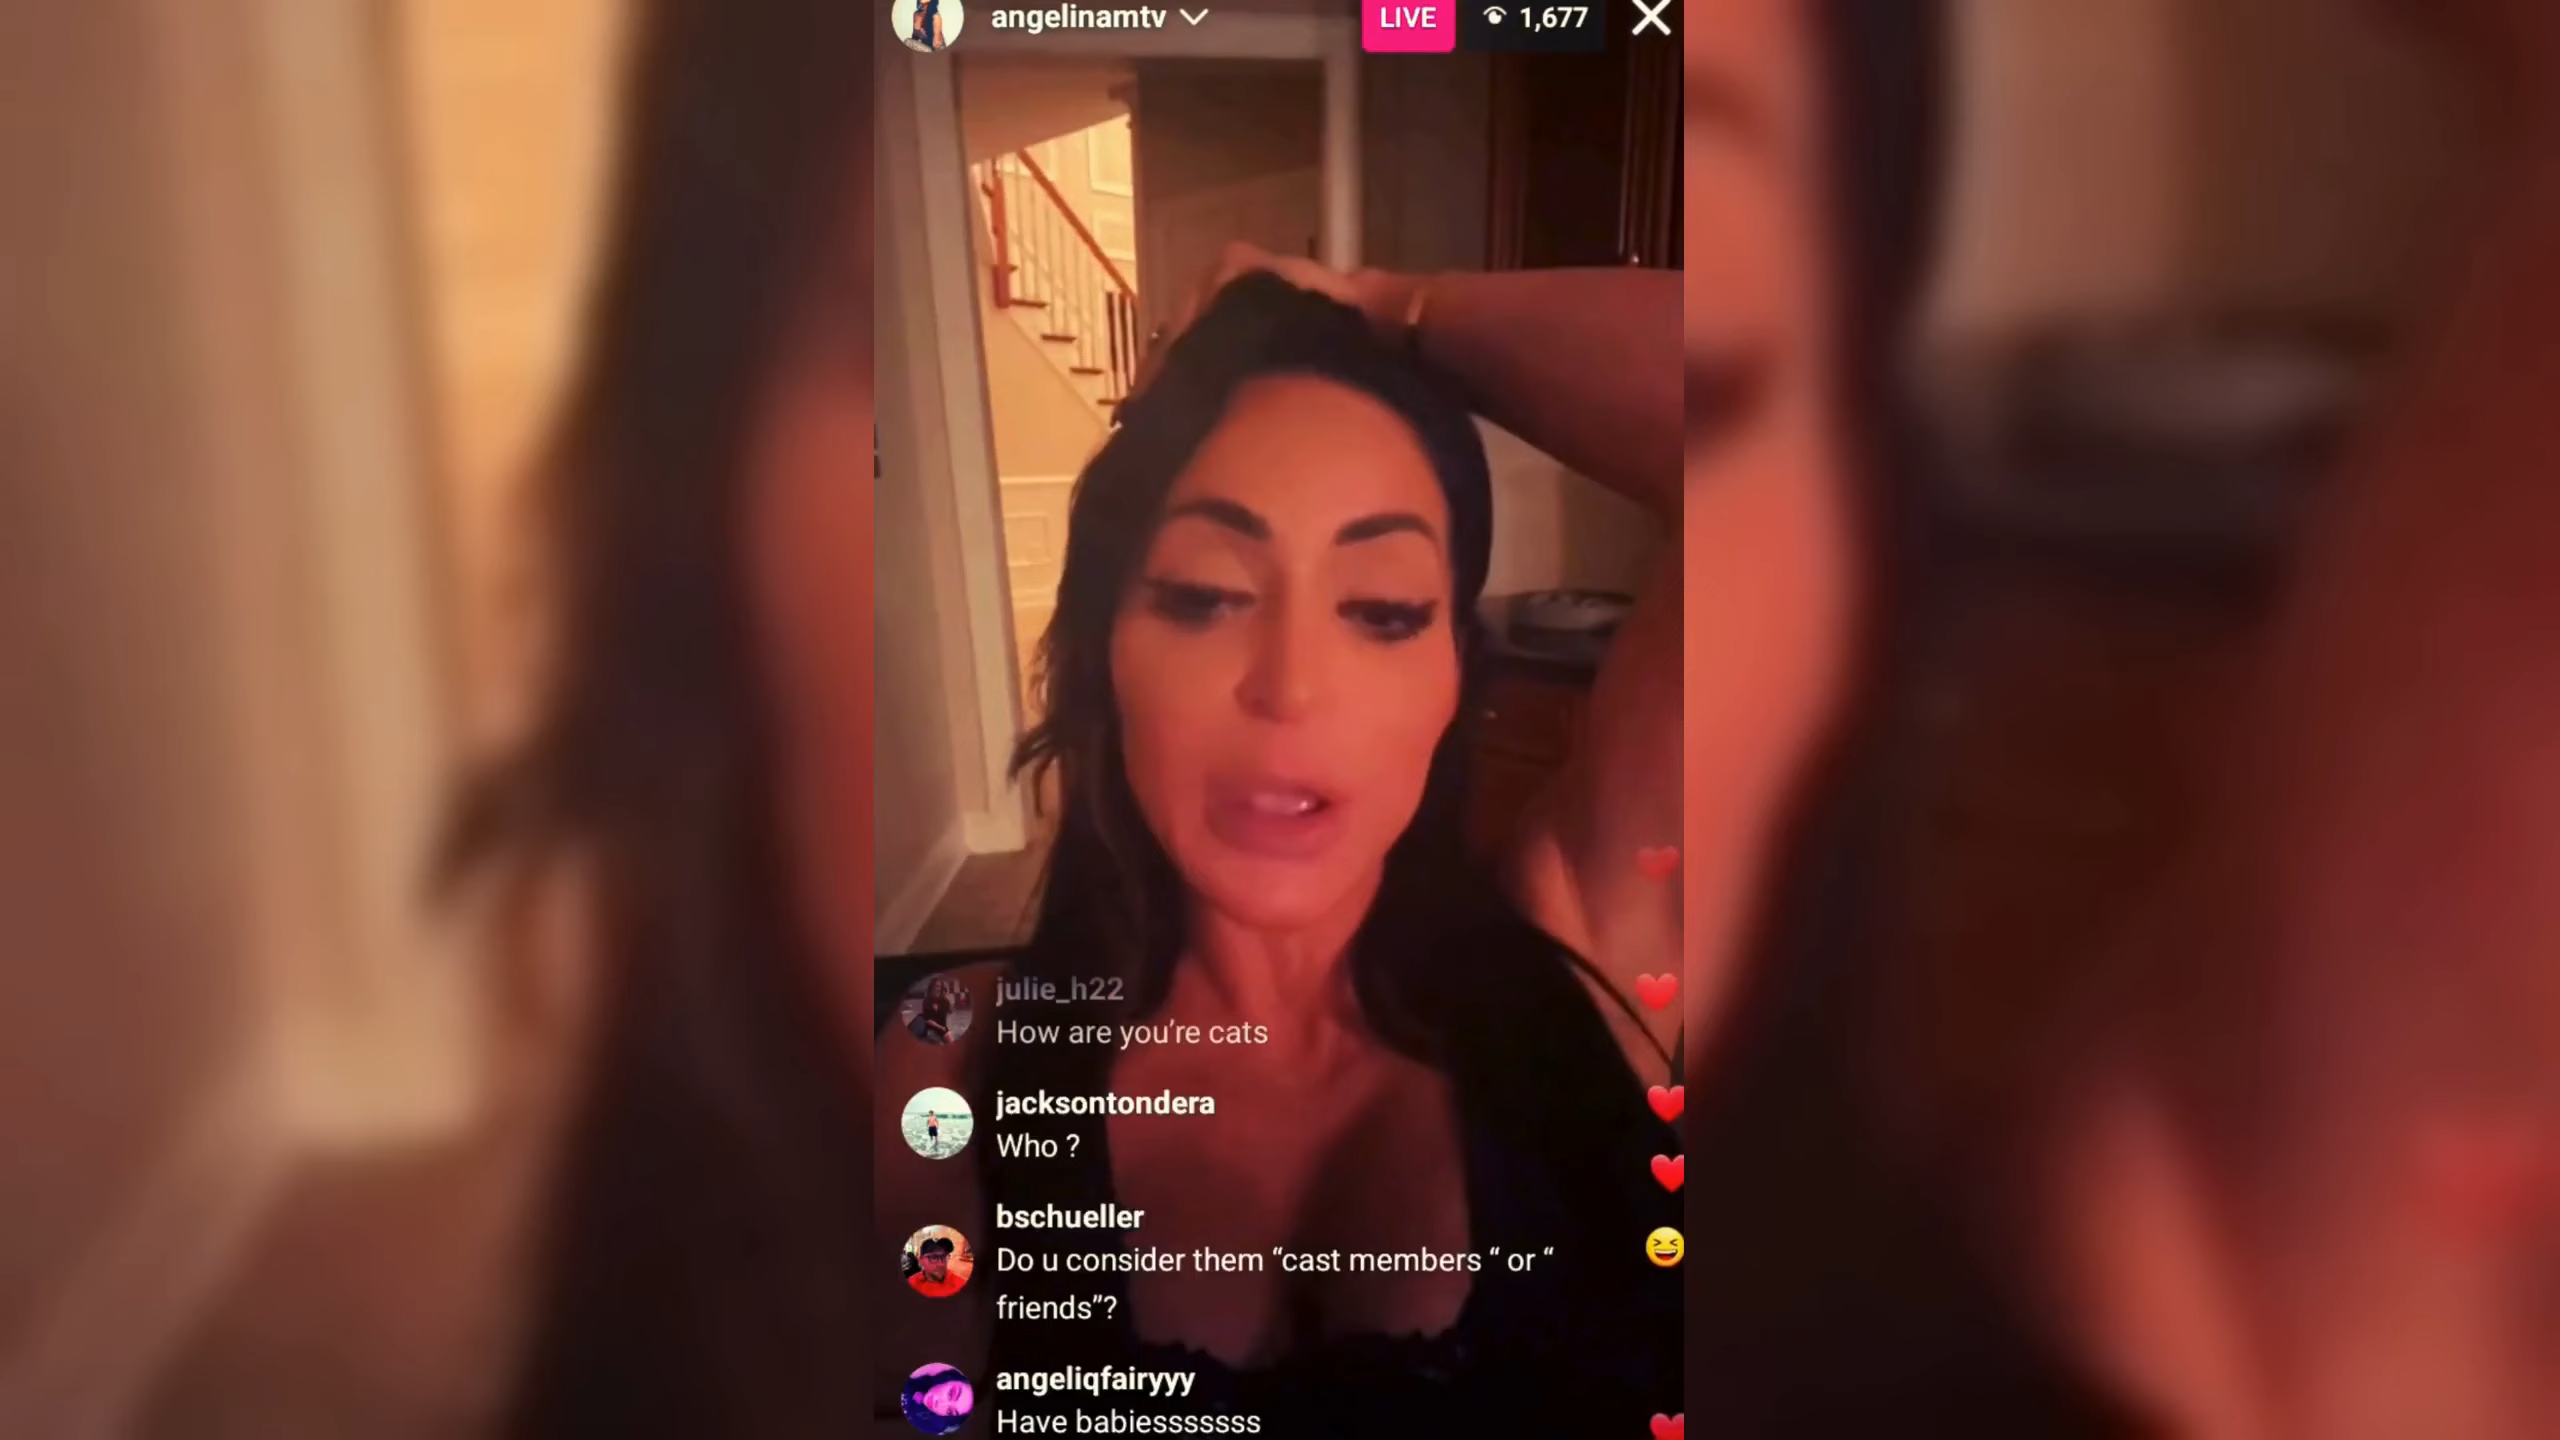 angelinamtv
LIVE
1,677
julie_h22
How are you’re cats
jacksontondera
Who ?
bschueller
Do u consider them “cast members “ or “
friends”?
angeliqfairyyy
Have babiesssssss